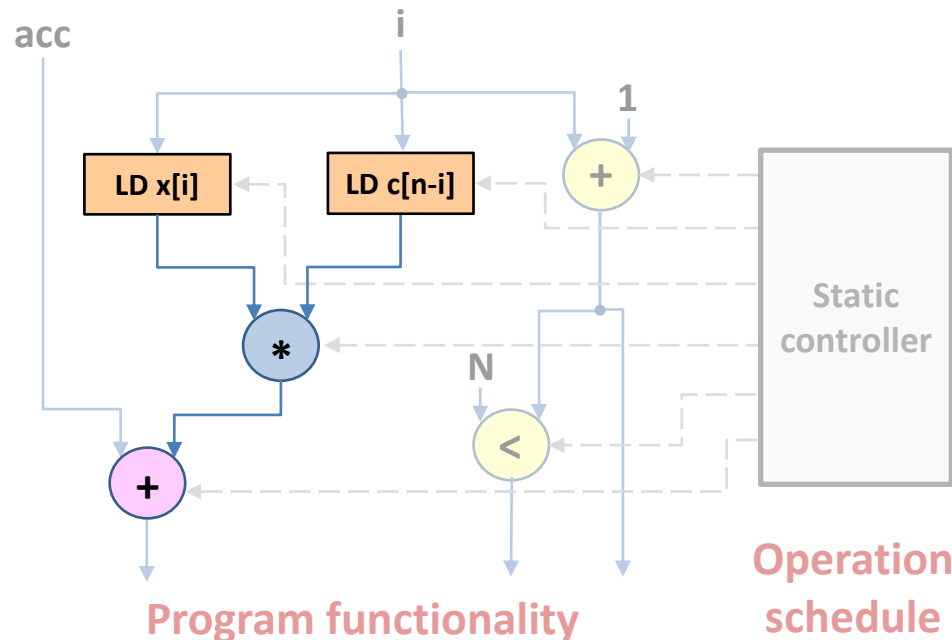 acc
i
1
LD x[i]
LD c[n-i]
+
Static
controller
*
N
<
+
Operation
schedule
Program functionality